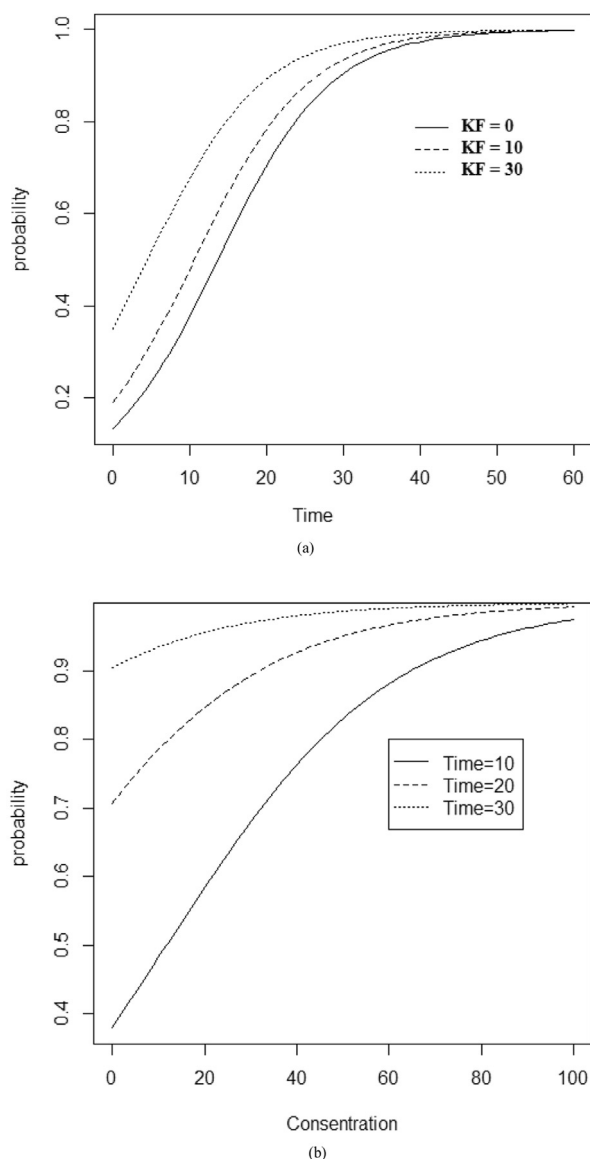 1.0
0.8
0.6
0.4
0.2
probability
KF = 0
KF = 10
KF = 30
0 10 20 30 40 50 60
Time
(a)
0.9
0.8
0.7
0.6
0.5
0.4
probability
Time=10
Time=20
Time=30
0 20 40 60 80 100
Consentration
(b)